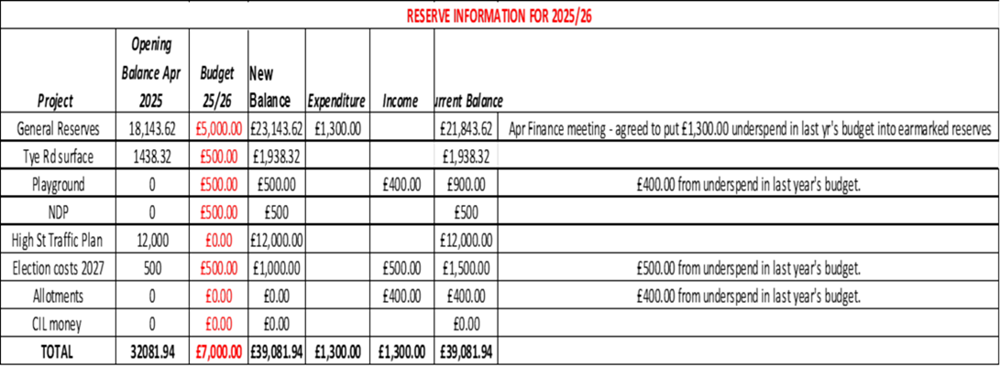 RESERVE INFORMATION FOR 2025/26
Project Opening Balance Apr 2025 Budget 25/26 New Balance Expenditure Income urrent Balance
General Reserves 18,143.62 £5,000.00 £23,143.62 £1,300.00 £21,843.62 Apr Finance meeting - agreed to put £1,300.00 underspend in last yr's budget into earmarked reserves
Tye Rd surface 1438.32 £500.00 £1,938.32 £1,938.32
Playground 0 £500.00 £500.00 £400.00 £900.00 £400.00 from underspend in last year's budget.
NDP 0 £500.00 £500 £500
High St Traffic Plan 12,000 £0.00 £12,000.00 £12,000.00
Election costs 2027 500 £500.00 £1,000.00 £500.00 £1,500.00 £500.00 from underspend in last year's budget.
Allotments 0 £0.00 £0.00 £400.00 £400.00 £400.00 from underspend in last year's budget.
CIL money 0 £0.00 £0.00 £0.00
TOTAL 32081.94 £7,000.00 £39,081.94 £1,300.00 £1,300.00 £39,081.94